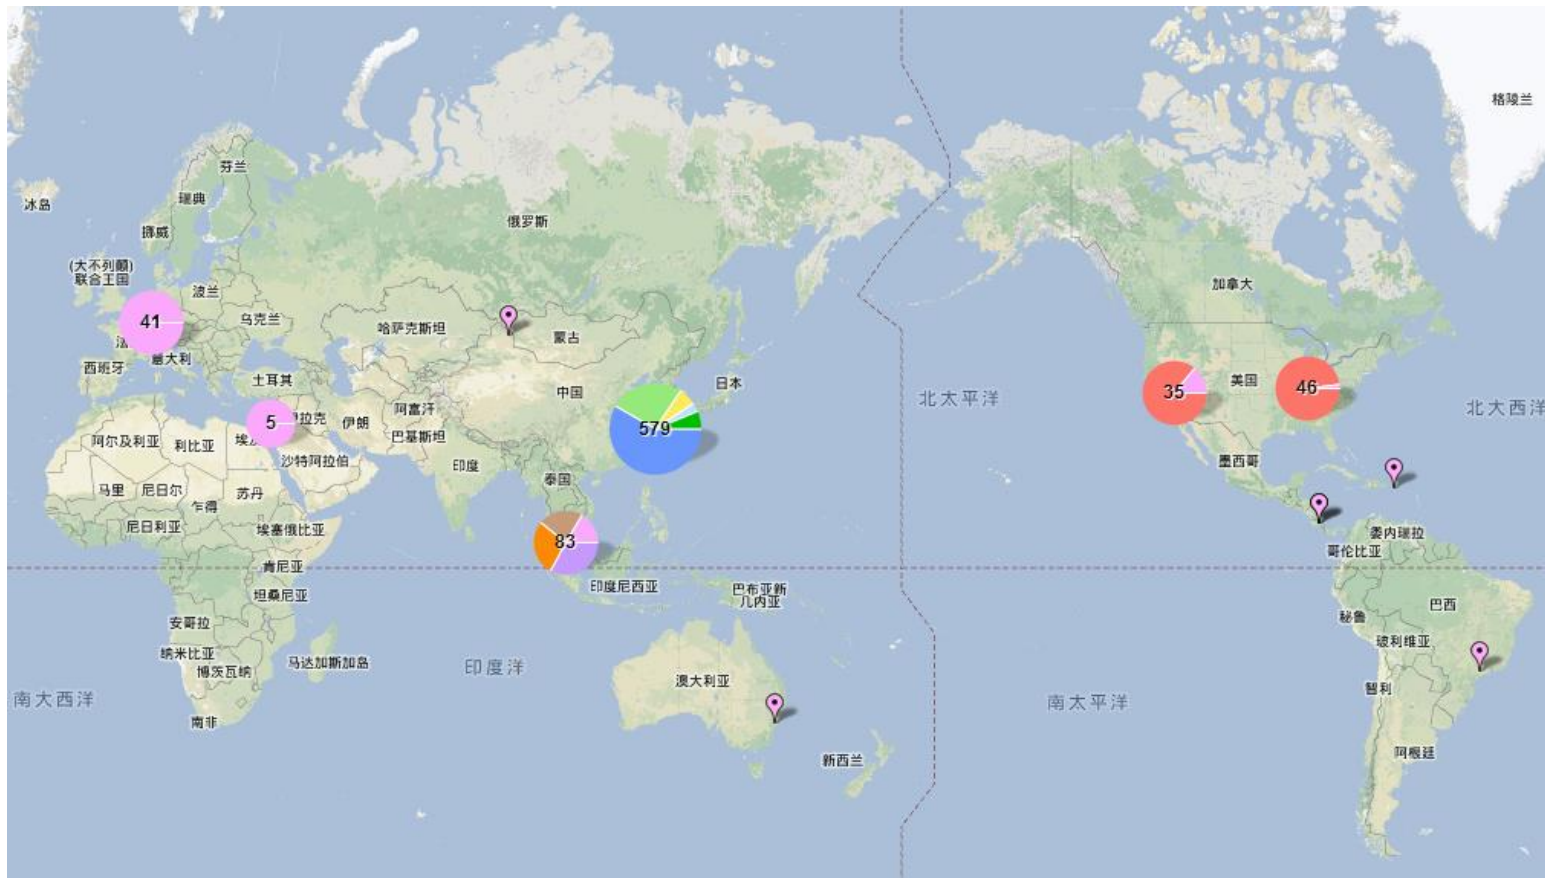 格陵兰
芬兰
瑞典
冰岛
俄罗斯
挪威
(大不列颠)
联合王国
加拿大
波兰
乌克兰
41
哈萨克斯坦
蒙古
意大利
西班牙
土耳其
日本
中国
美国
35
46
北太平洋
北大西洋
阿富汗
伊朗
5
579
阿尔及利亚
利比亚
巴基斯坦
沙特阿拉伯
印度
墨西哥
泰国
马里
尼日尔
苏丹
乍得
尼日利亚
埃塞俄比亚
委内瑞拉
83
哥伦比亚
肯尼亚
印度尼西亚
巴布亚新
几内亚
坦桑尼亚
巴西
秘鲁
安哥拉
玻利维亚
纳米比亚
博茨瓦纳
马达加斯加岛
印度洋
澳大利亚
智利
南大西洋
南太平洋
南非
阿根廷
新西兰